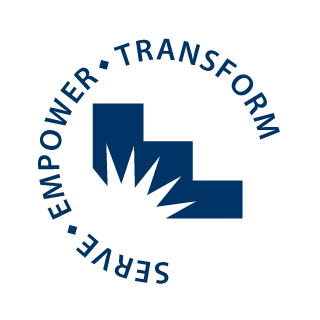 SERVE • EMPOWER • TRANSFORM